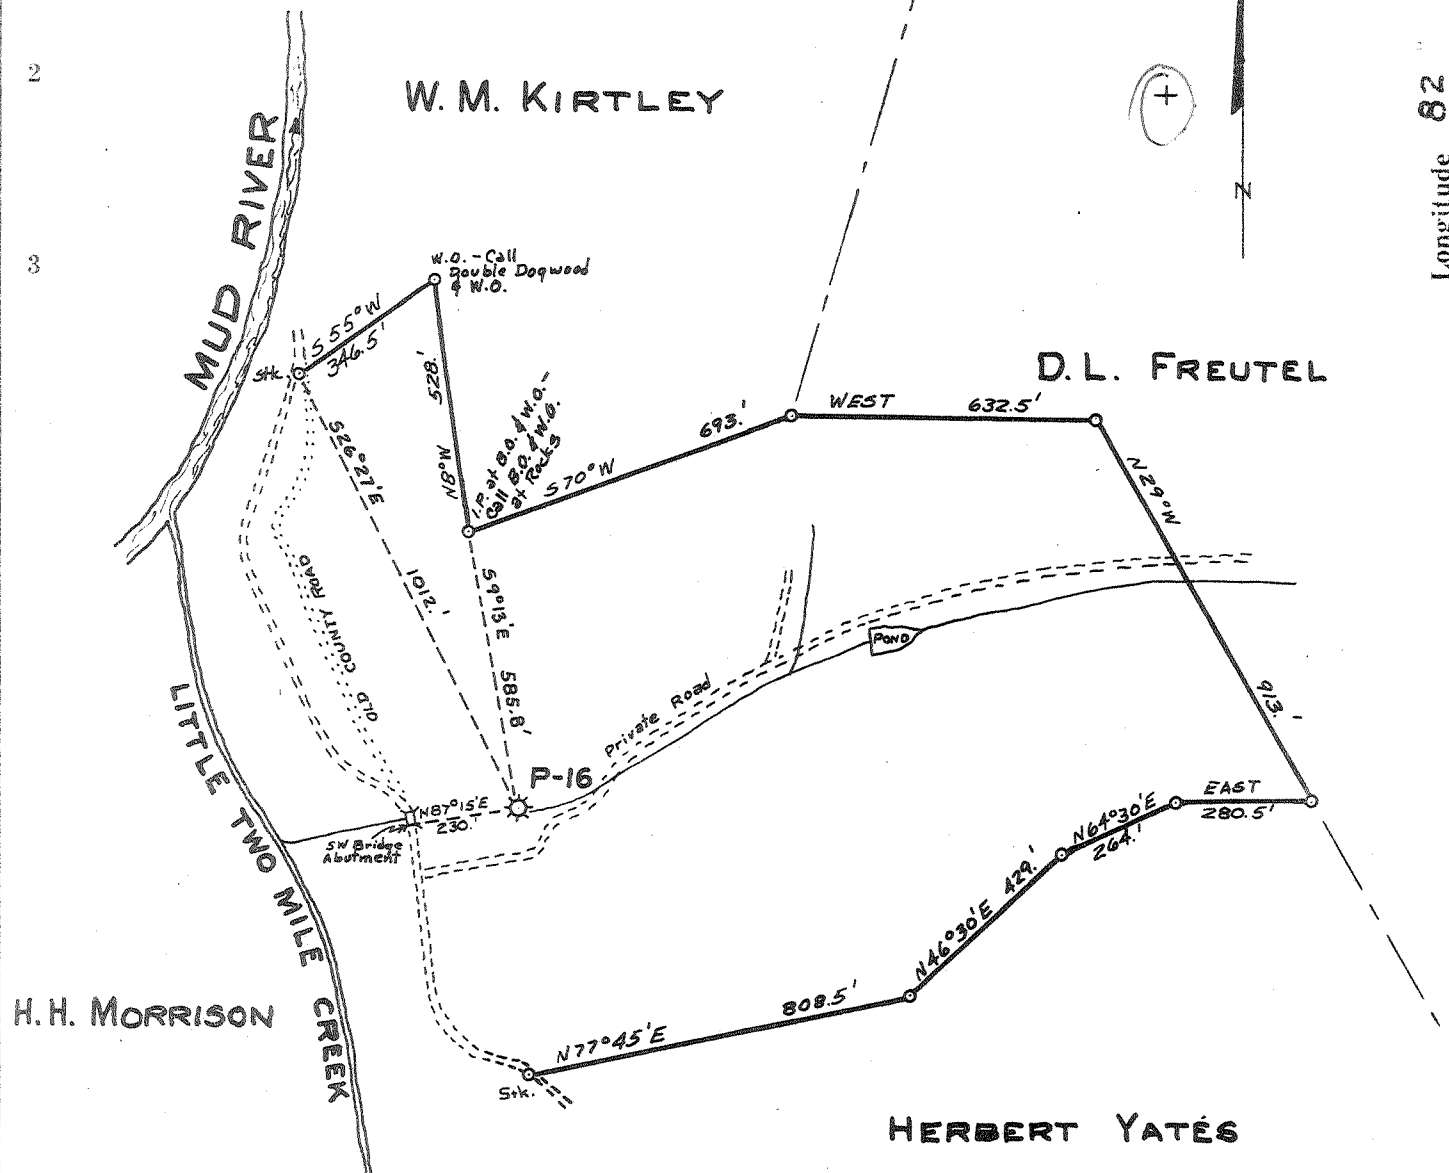 2
82
Longitude
W. M. KIRTLEY
MUD RIVER
N
3
W.O. - Call
Double Dogwood
& W.O.
S 55° W
346.5'
Stk.
528.'
N8°W
I.P. at B.O. & W.O. -
Call B.O. & W.O.
at Rocks
D. L. FREUTEL
WEST 632.5'
693.'
S 70° W
S26°27'E
1012.'
N 29° W
913.'
S9°13'E
585.8'
OLD COUNTY ROAD
POND
Private Road
P-16
N87°15'E
230.'
SW Bridge
Abutment
LITTLE TWO MILE CREEK
EAST
280.5'
N64°30'E
264.'
429.'
N46°30'E
808.5'
N77°45'E
Stk.
H. H. MORRISON
HERBERT YATES